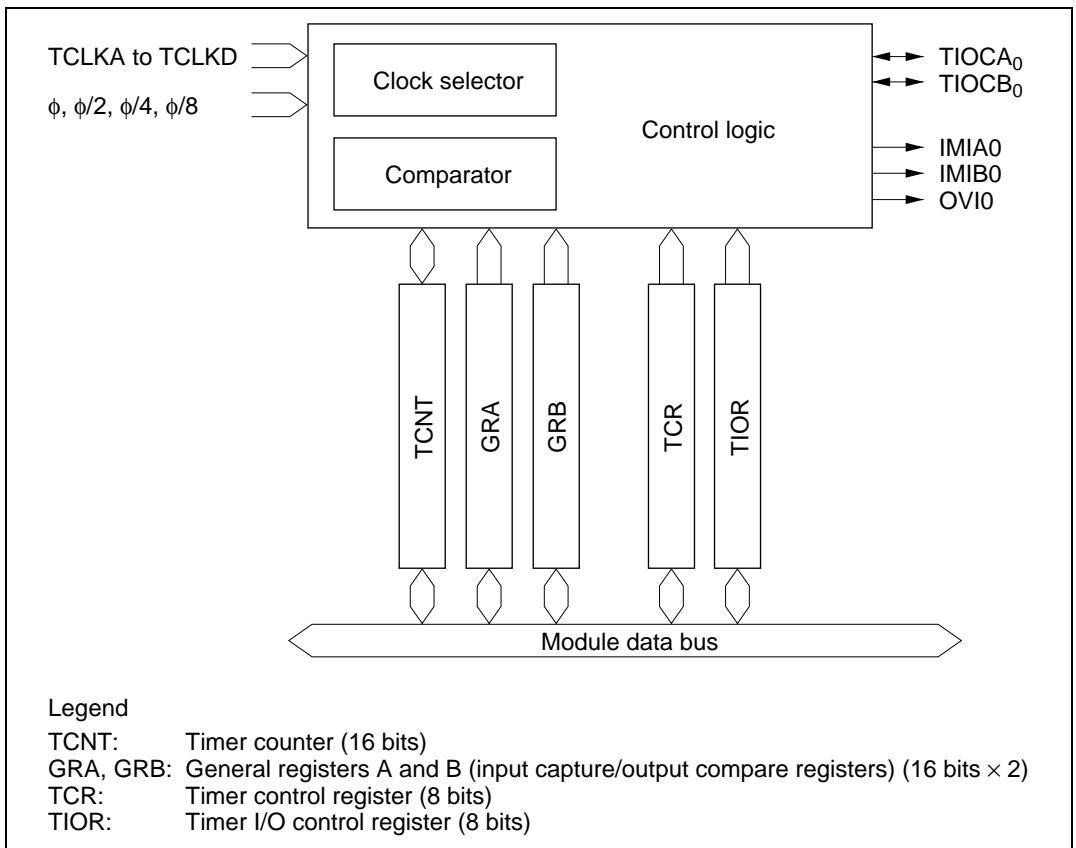 TCLKA to TCLKD
ϕ, ϕ/2, ϕ/4, ϕ/8
Clock selector
Comparator
Control logic
TIOCA₀
TIOCB₀
IMIA0
IMIB0
OVI0
TCNT
GRA
GRB
TCR
TIOR
Module data bus
Legend
TCNT: Timer counter (16 bits)
GRA, GRB: General registers A and B (input capture/output compare registers) (16 bits × 2)
TCR: Timer control register (8 bits)
TIOR: Timer I/O control register (8 bits)